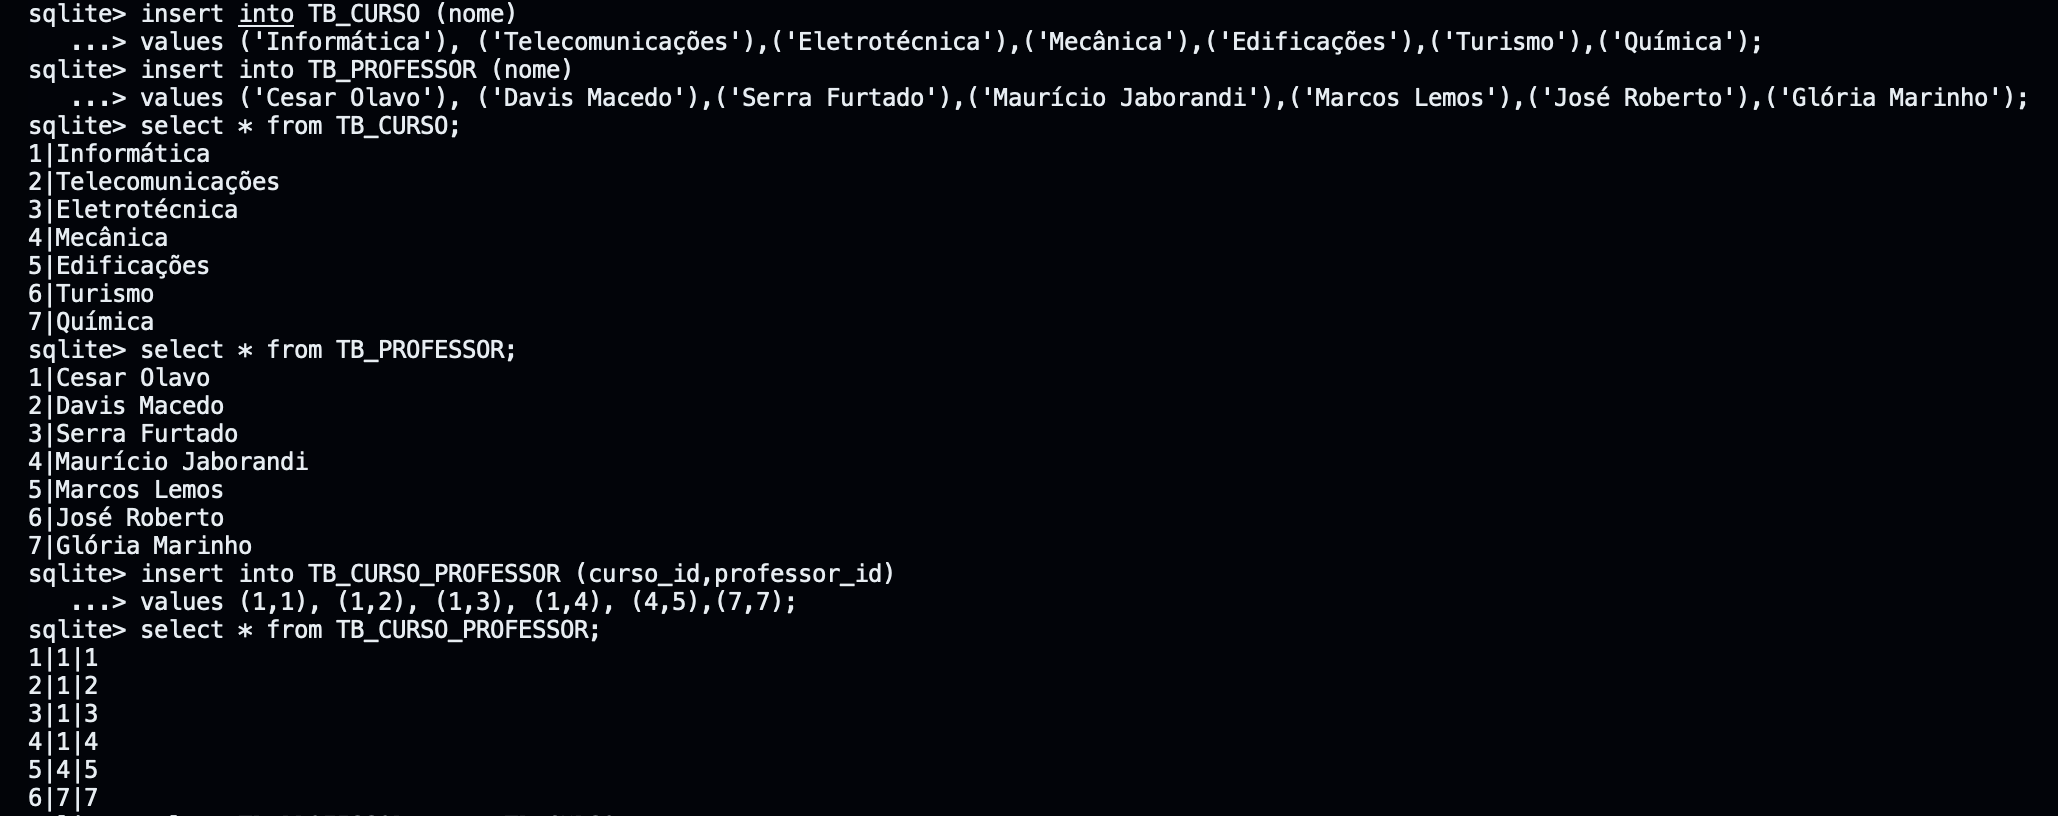 sqlite> insert into TB_CURSO (nome)
   ...> values ('Informática'), ('Telecomunicações'),('Eletrotécnica'),('Mecânica'),('Edificações'),('Turismo'),('Química');
sqlite> insert into TB_PROFESSOR (nome)
   ...> values ('Cesar Olavo'), ('Davis Macedo'),('Serra Furtado'),('Maurício Jaborandi'),('Marcos Lemos'),('José Roberto'),('Glória Marinho');
sqlite> select * from TB_CURSO;
1|Informática
2|Telecomunicações
3|Eletrotécnica
4|Mecânica
5|Edificações
6|Turismo
7|Química
sqlite> select * from TB_PROFESSOR;
1|Cesar Olavo
2|Davis Macedo
3|Serra Furtado
4|Maurício Jaborandi
5|Marcos Lemos
6|José Roberto
7|Glória Marinho
sqlite> insert into TB_CURSO_PROFESSOR (curso_id,professor_id)
   ...> values (1,1), (1,2), (1,3), (1,4), (4,5),(7,7);
sqlite> select * from TB_CURSO_PROFESSOR;
1|1|1
2|1|2
3|1|3
4|1|4
5|4|5
6|7|7